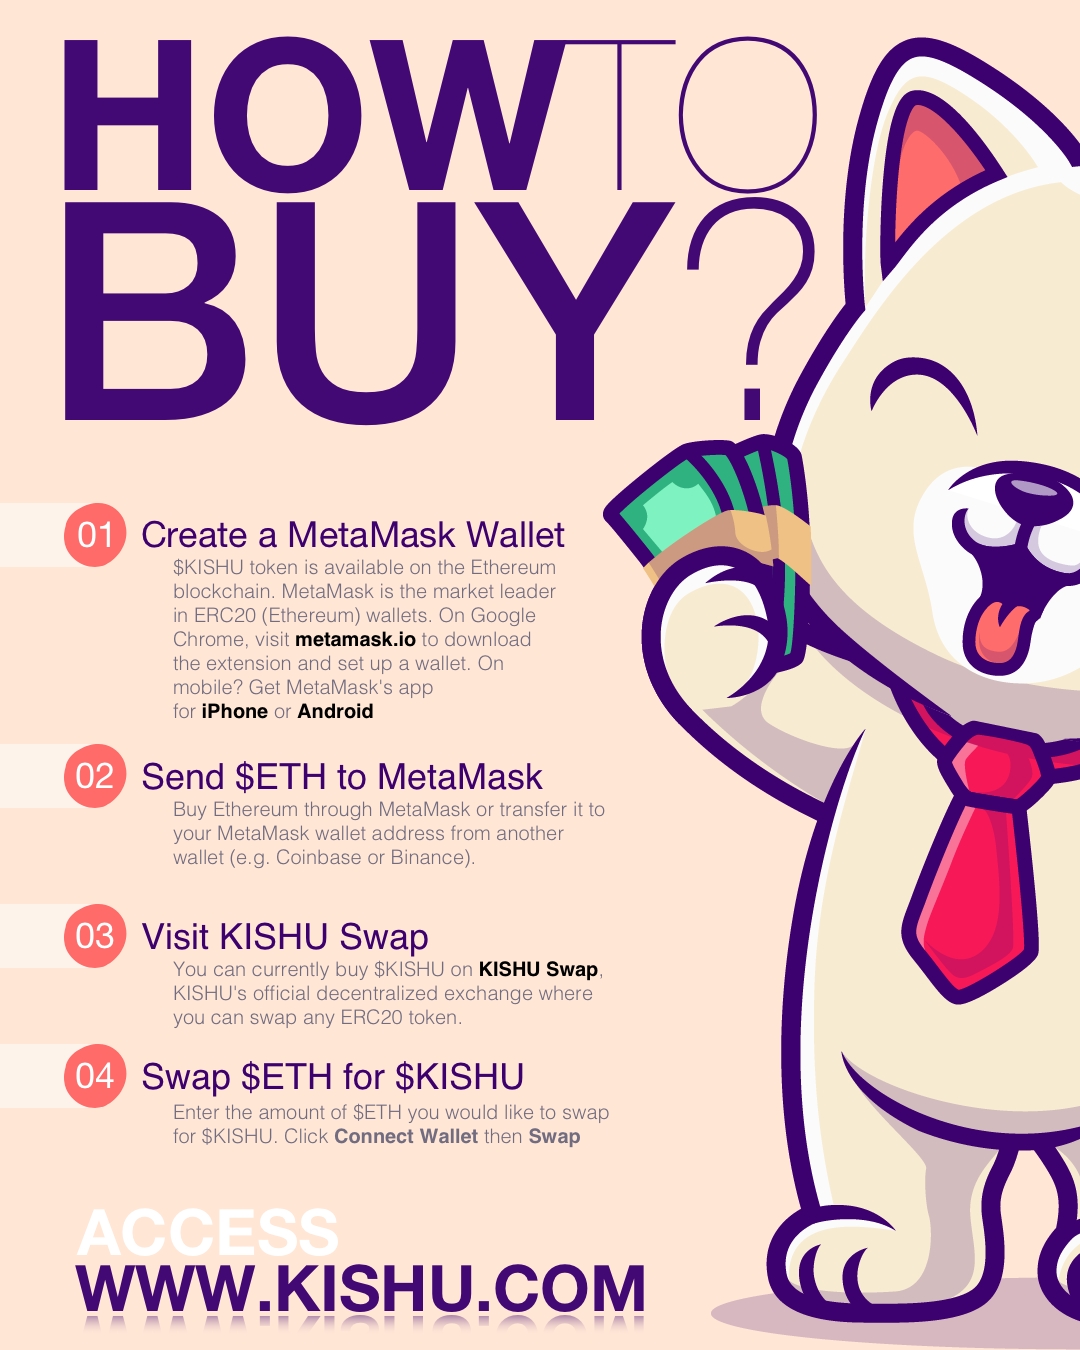 HOWTO
BUY?
01 Create a MetaMask Wallet
$KISHU token is available on the Ethereum
blockchain. MetaMask is the market leader
in ERC20 (Ethereum) wallets. On Google
Chrome, visit metamask.io to download
the extension and set up a wallet. On
mobile? Get MetaMask's app
for iPhone or Android
02 Send $ETH to MetaMask
Buy Ethereum through MetaMask or transfer it to
your MetaMask wallet address from another
wallet (e.g. Coinbase or Binance).
03 Visit KISHU Swap
You can currently buy $KISHU on KISHU Swap,
KISHU's official decentralized exchange where
you can swap any ERC20 token.
04 Swap $ETH for $KISHU
Enter the amount of $ETH you would like to swap
for $KISHU. Click Connect Wallet then Swap
ACCESS
WWW.KISHU.COM